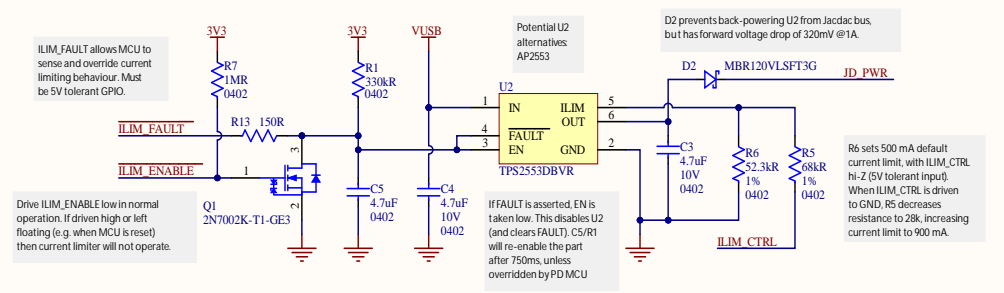 ILIM_FAULT allows MCU to
sense and override current
limiting behaviour. Must
be 5V tolerant GPIO.
3V3
R7
1MR
0402
3V3
R1
330kR
0402
VUSB
Potential U2
alternatives:
AP2553
D2 prevents back-powering U2 from Jacdac bus,
but has forward voltage drop of 320mV @1A.
D2
MBR120VLSFT3G
JD_PWR
U2
1
IN
ILIM
5
OUT
6
4
FAULT
3
EN
GND
2
TPS2553DBVR
ILIM_FAULT
R13
150R
ILIM_ENABLE
1
3
2
Q1
2N7002K-T1-GE3
C5
4.7uF
0402
C4
4.7uF
10V
0402
C3
4.7uF
10V
0402
R6
52.3kR
1%
0402
R5
68kR
1%
0402
ILIM_CTRL
Drive ILIM_ENABLE low in normal
operation. If driven high or left
floating (e.g. when MCU is reset)
then current limiter will not operate.
If FAULT is asserted, EN is
taken low. This disables U2
(and clears FAULT). C5/R1
will re-enable the part
after 750ms, unless
overridden by PD MCU
R6 sets 500 mA default
current limit, with ILIM_CTRL
hi-Z (5V tolerant input).
When ILIM_CTRL is driven
to GND, R5 decreases
resistance to 28k, increasing
current limit to 900 mA.